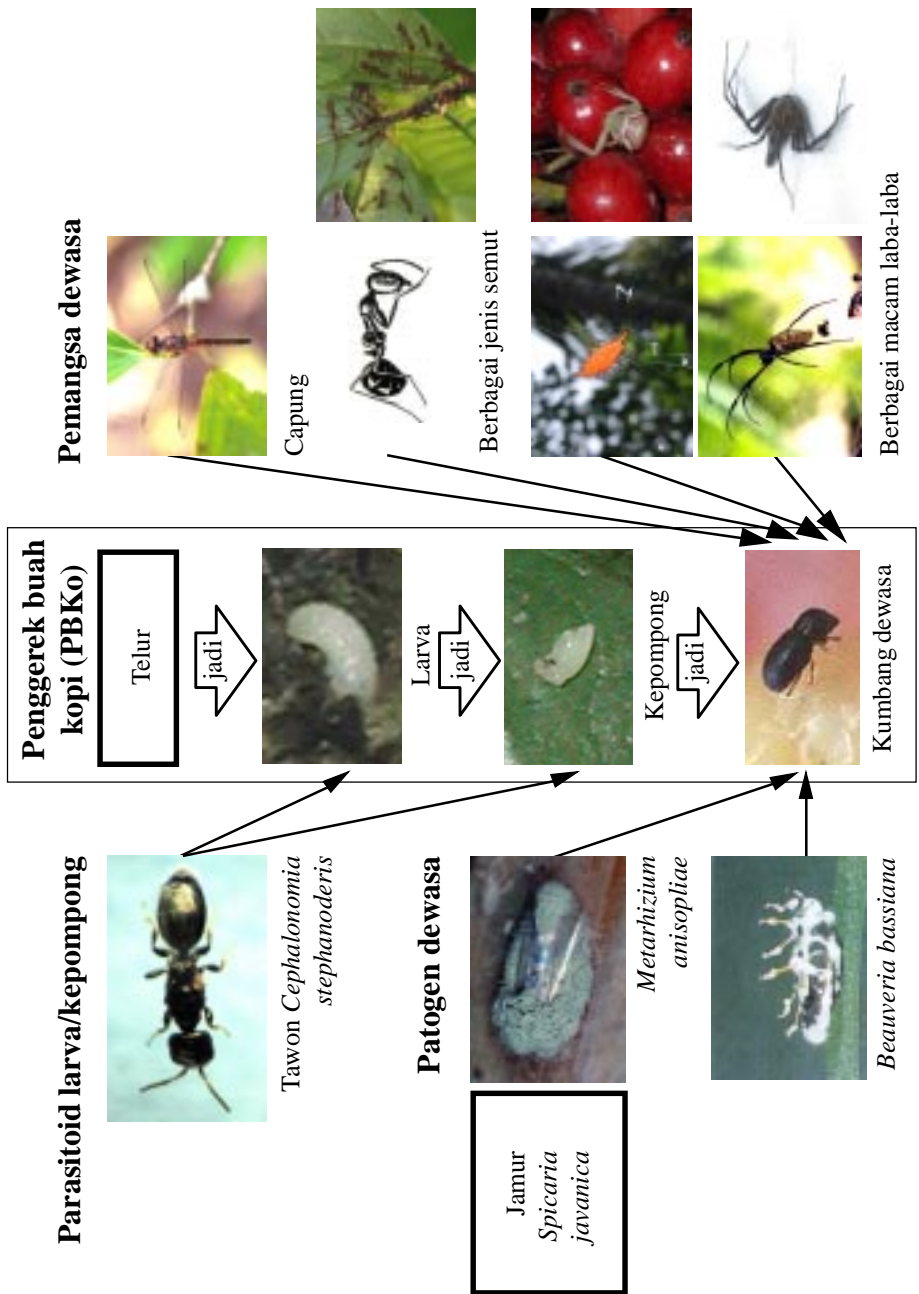 Parasitoid larva/kepompong
Tawon Cephalonomia
stephanoderis
Patogen dewasa
Jamur
Spicaria
javanica
Metarhizium
anisopliae
Beauveria bassiana
Penggerek buah
kopi (PBKo)
Telur
jadi
Larva
jadi
Kepompong
jadi
Kumbang dewasa
Pemangsa dewasa
Capung
Berbagai jenis semut
Berbagai macam laba-laba